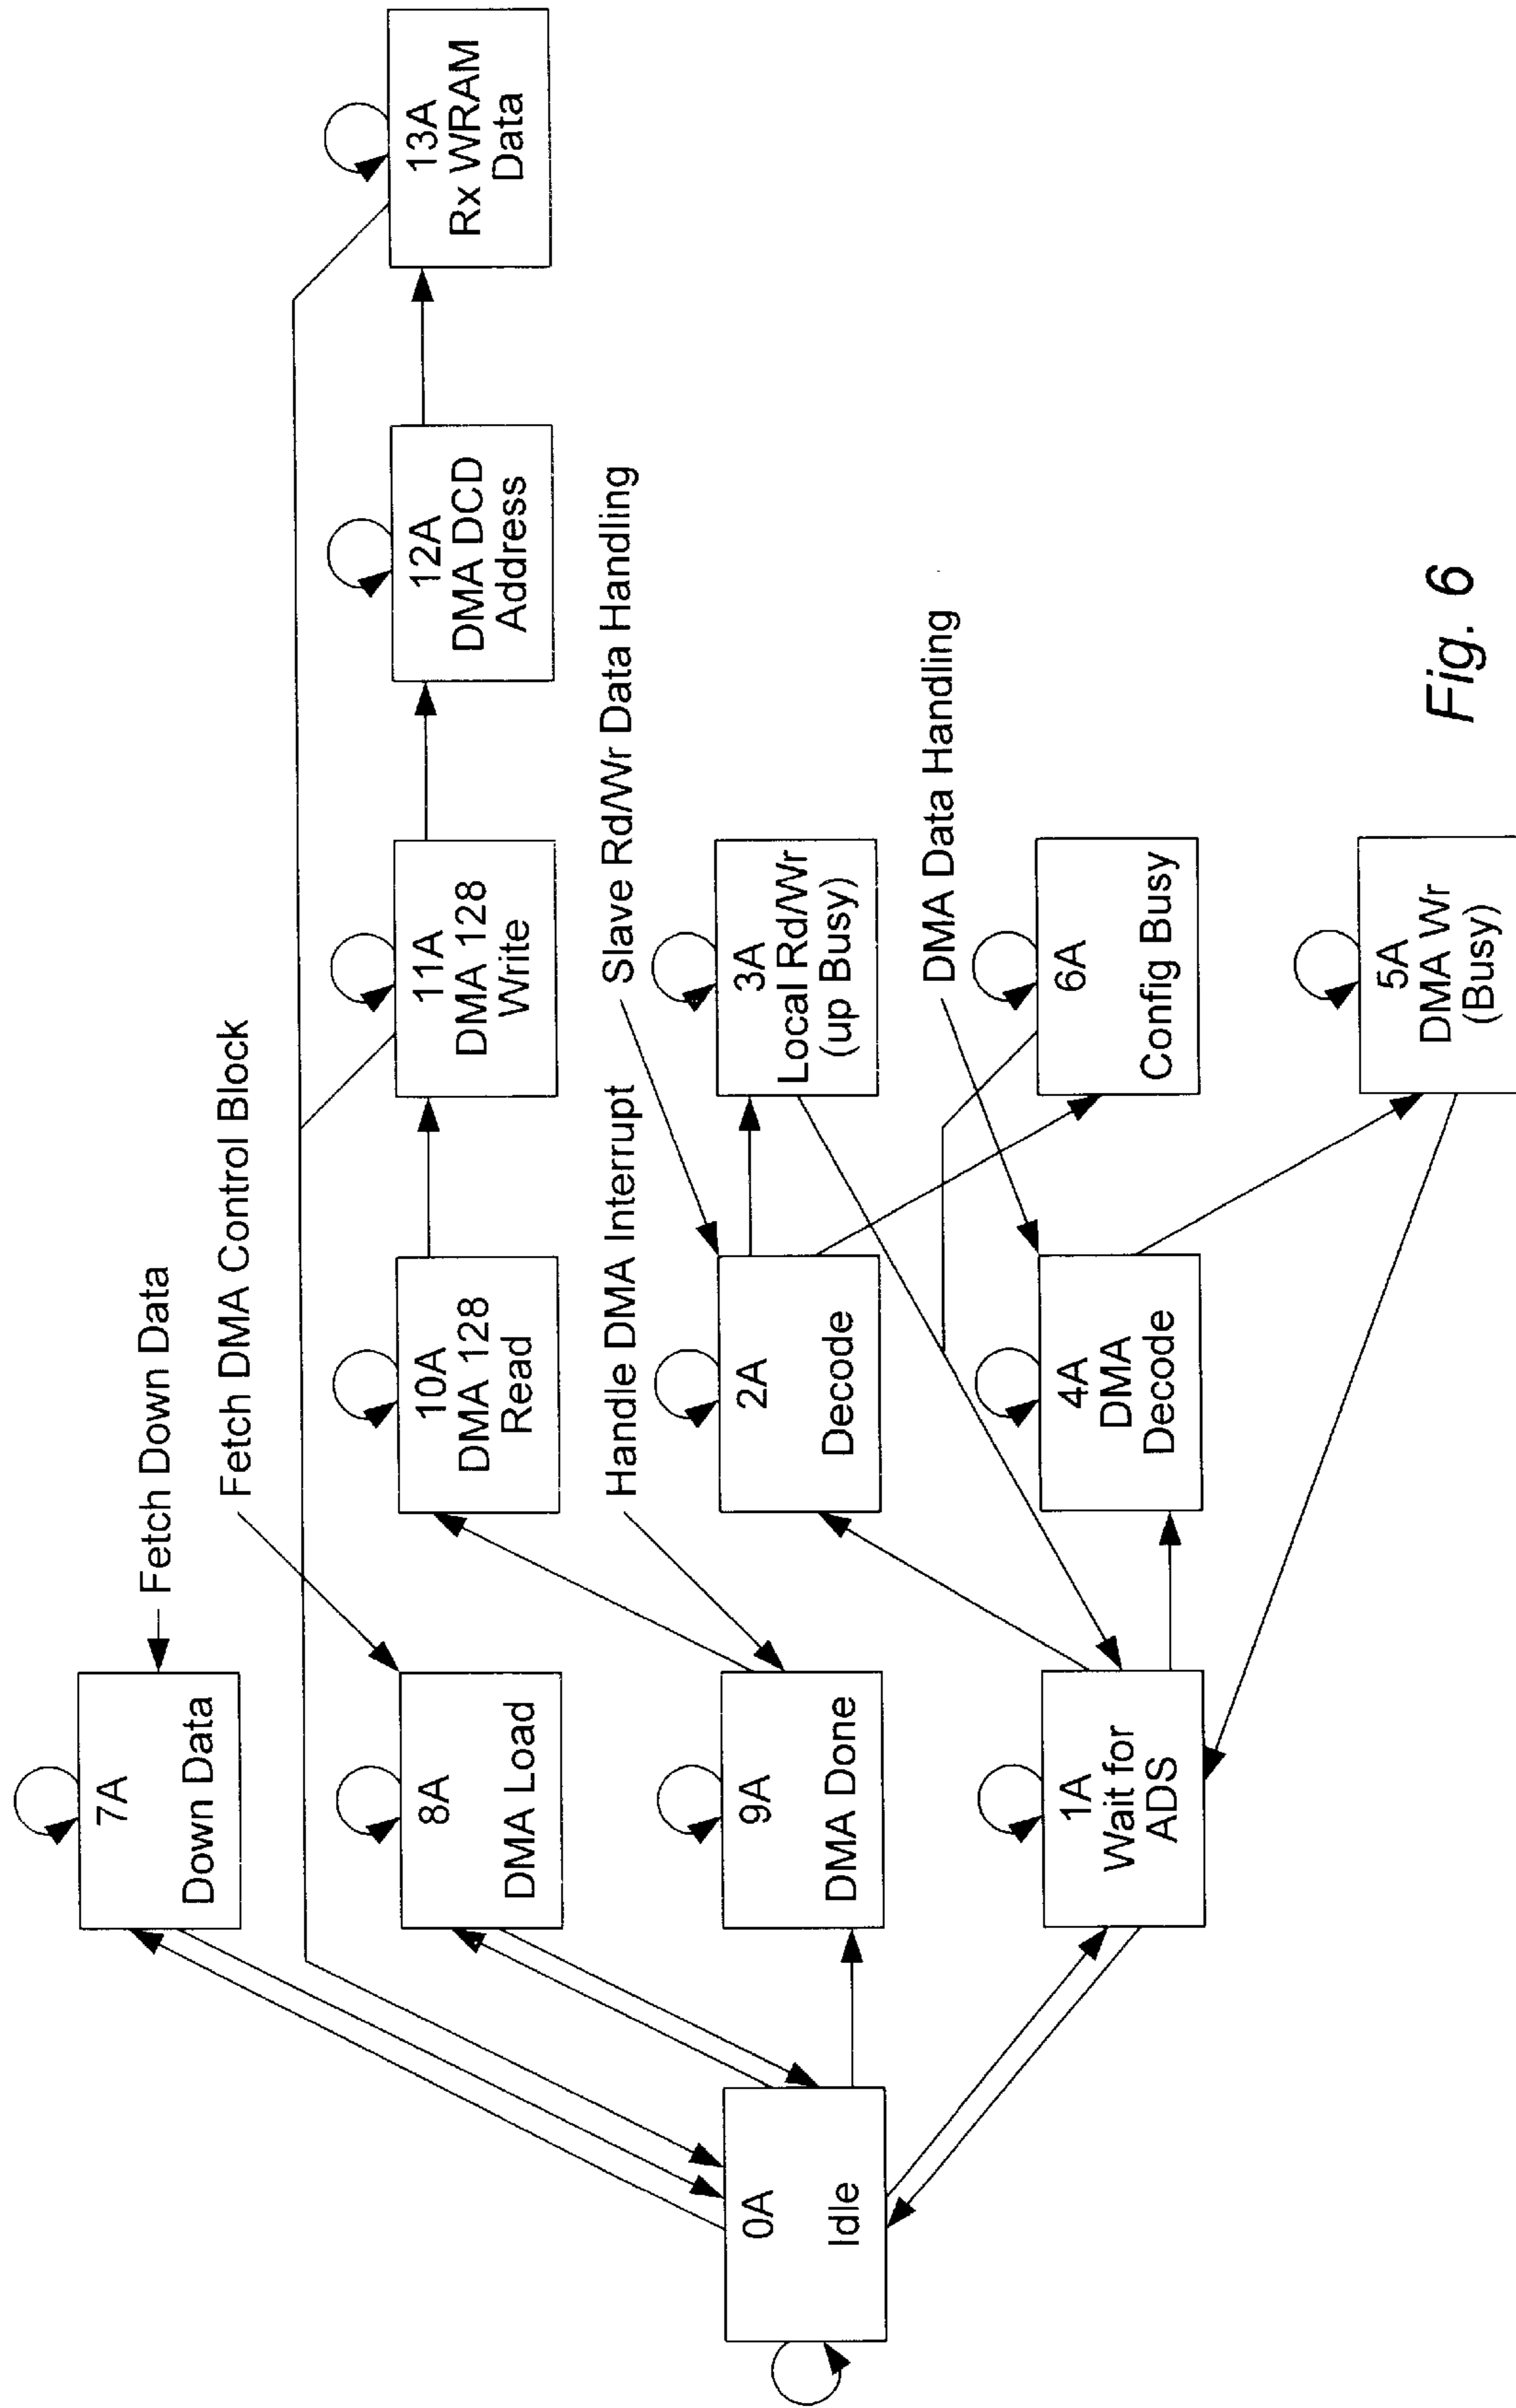 7A
Down Data
Fetch Down Data
Fetch DMA Control Block
8A
DMA Load
10A
DMA 128
Read
11A
DMA 128
Write
12A
DMA DCD
Address
13A
Rx WRAM
Data
Handle DMA Interrupt
Slave Rd/Wr Data Handling
0A
Idle
9A
DMA Done
2A
Decode
3A
Local Rd/Wr
(up Busy)
DMA Data Handling
1A
Wait for
ADS
4A
DMA
Decode
6A
Config Busy
5A
DMA Wr
(Busy)
Fig. 6